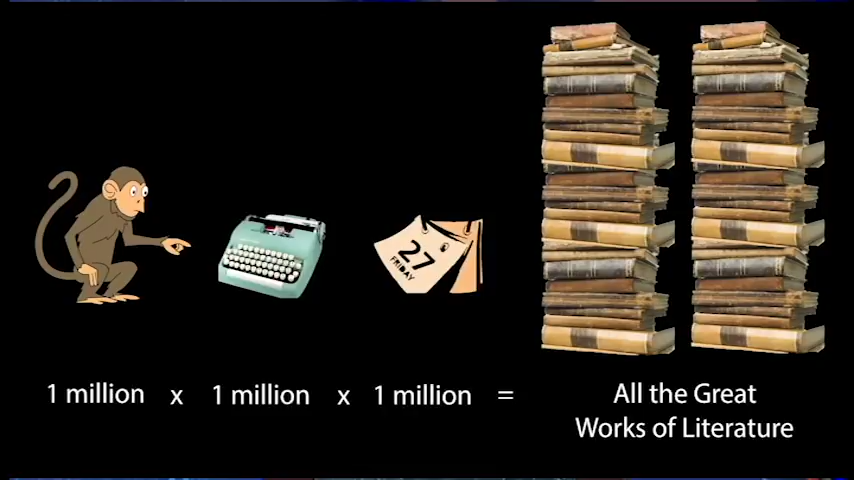 27
FRIDAY
1 million x 1 million x 1 million = All the Great
Works of Literature